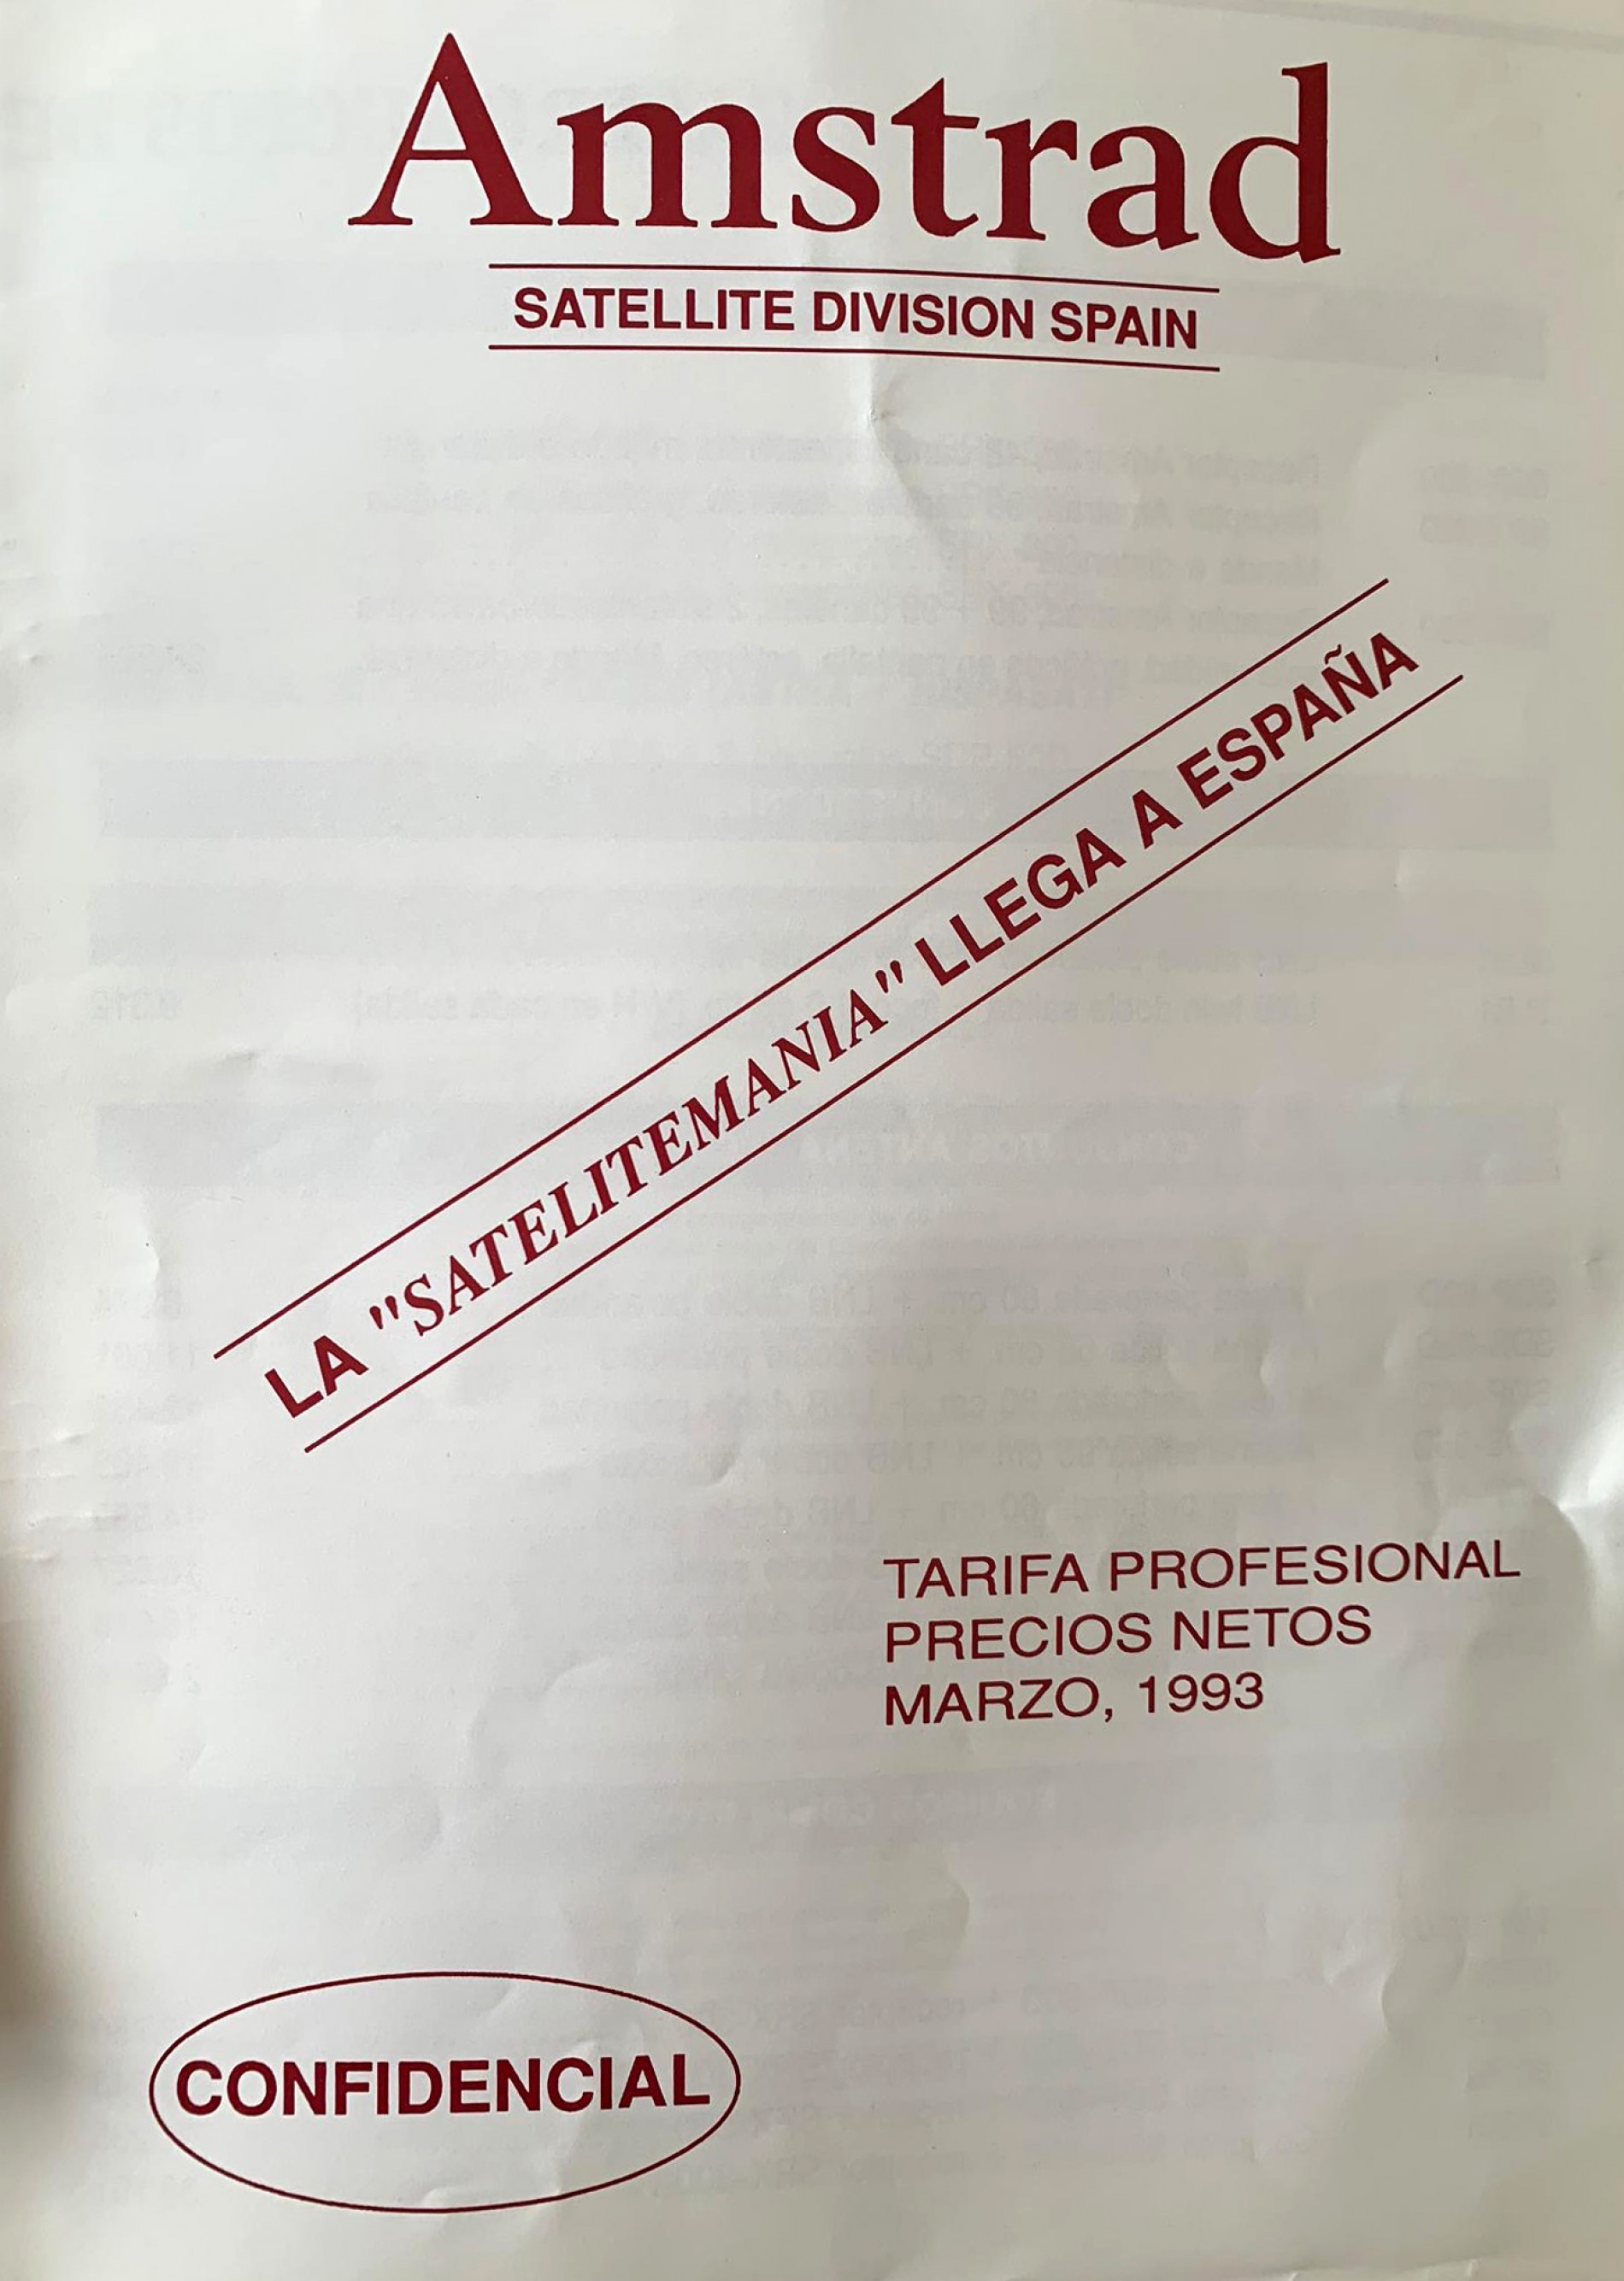 Amstrad
SATELLITE DIVISION SPAIN
LA "SATELITEMANIA" LLEGA A ESPAÑA
TARIFA PROFESIONAL
PRECIOS NETOS
MARZO, 1993
CONFIDENCIAL